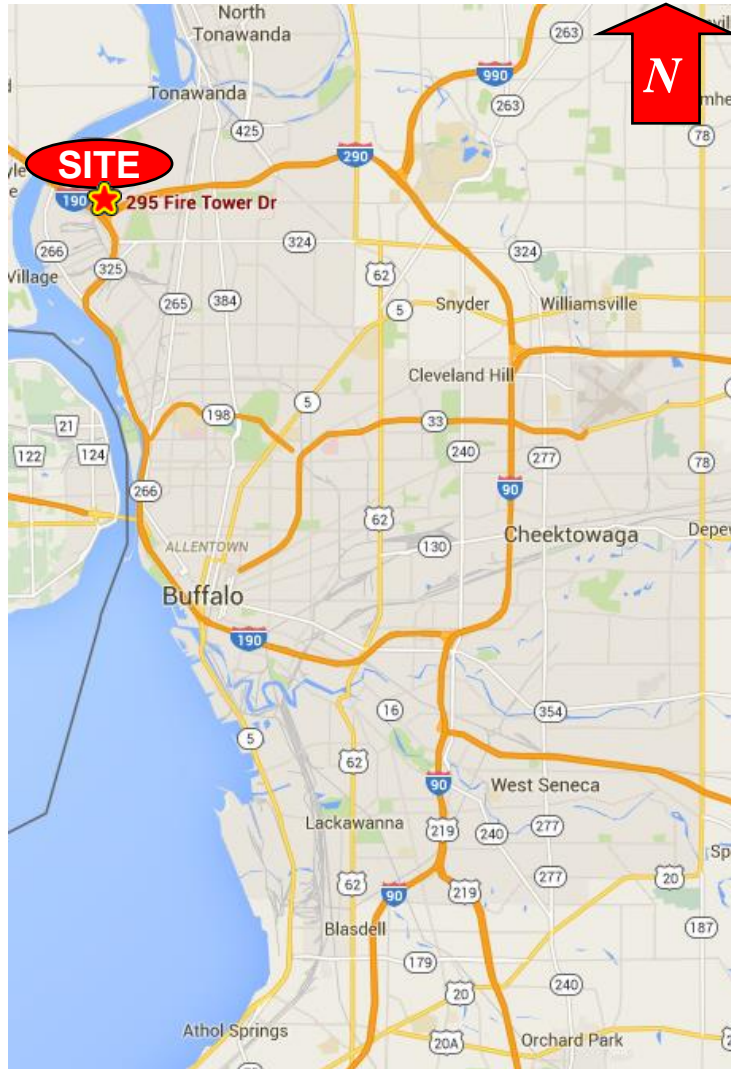 North
Tonawanda
263
N
990
263
Tonawanda
78
425
SITE
290
190
295 Fire Tower Dr
324
266
324
62
325
Village
265
384
5
Snyder
Williamsville
Cleveland Hill
5
198
33
21
240
277
122
124
78
266
90
62
ALLENTOWN
130
Cheektowaga
Depew
Buffalo
190
16
354
5
62
90
West Seneca
Lackawanna
219
240
277
62
90
219
277
20
Blasdell
187
179
20
240
Athol Springs
20A
Orchard Park